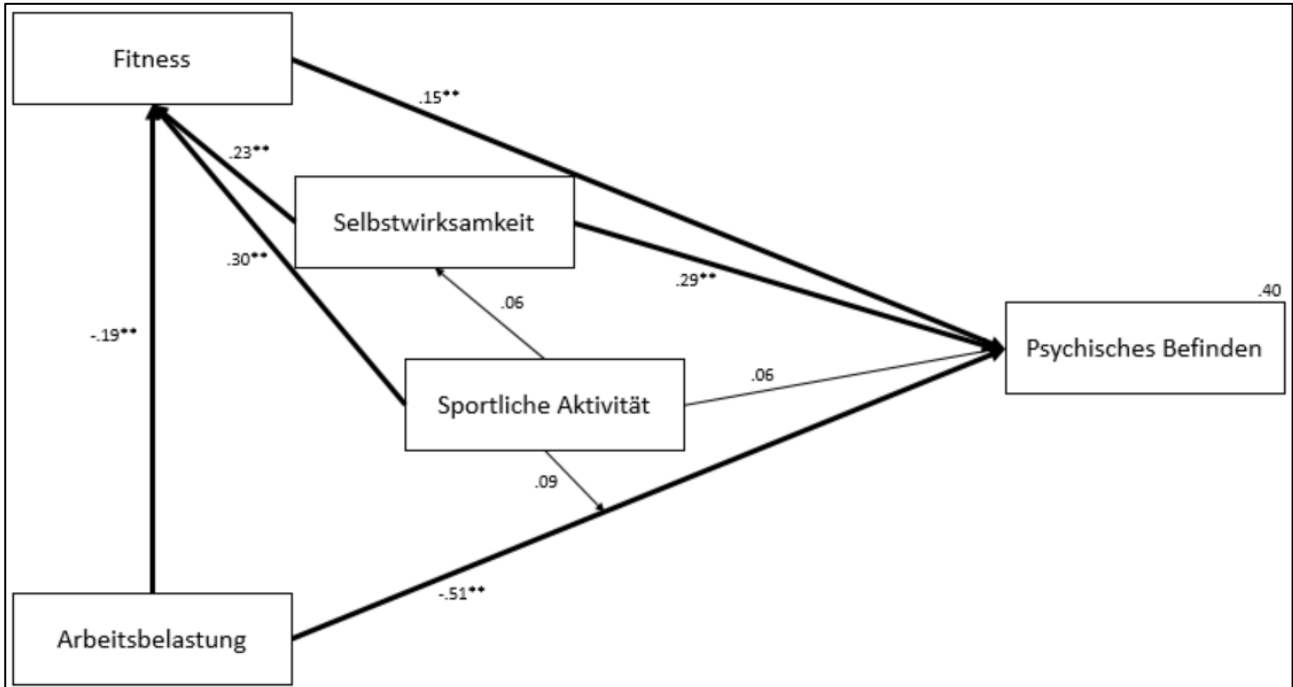 Fitness
.15**
.23**
Selbstwirksamkeit
.30**
.29**
.40
.06
-.19**
Psychisches Befinden
.06
Sportliche Aktivität
.09
-.51**
Arbeitsbelastung